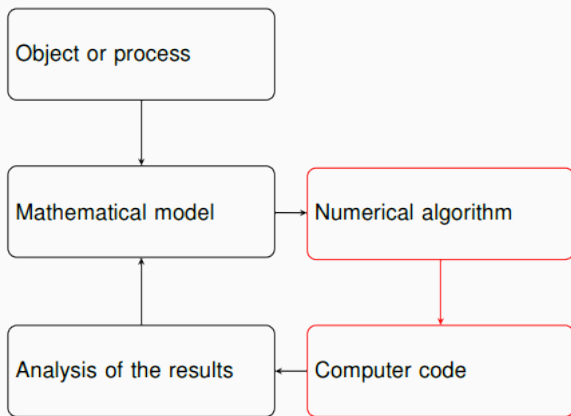 Object or process
Mathematical model
Numerical algorithm
Analysis of the results
Computer code